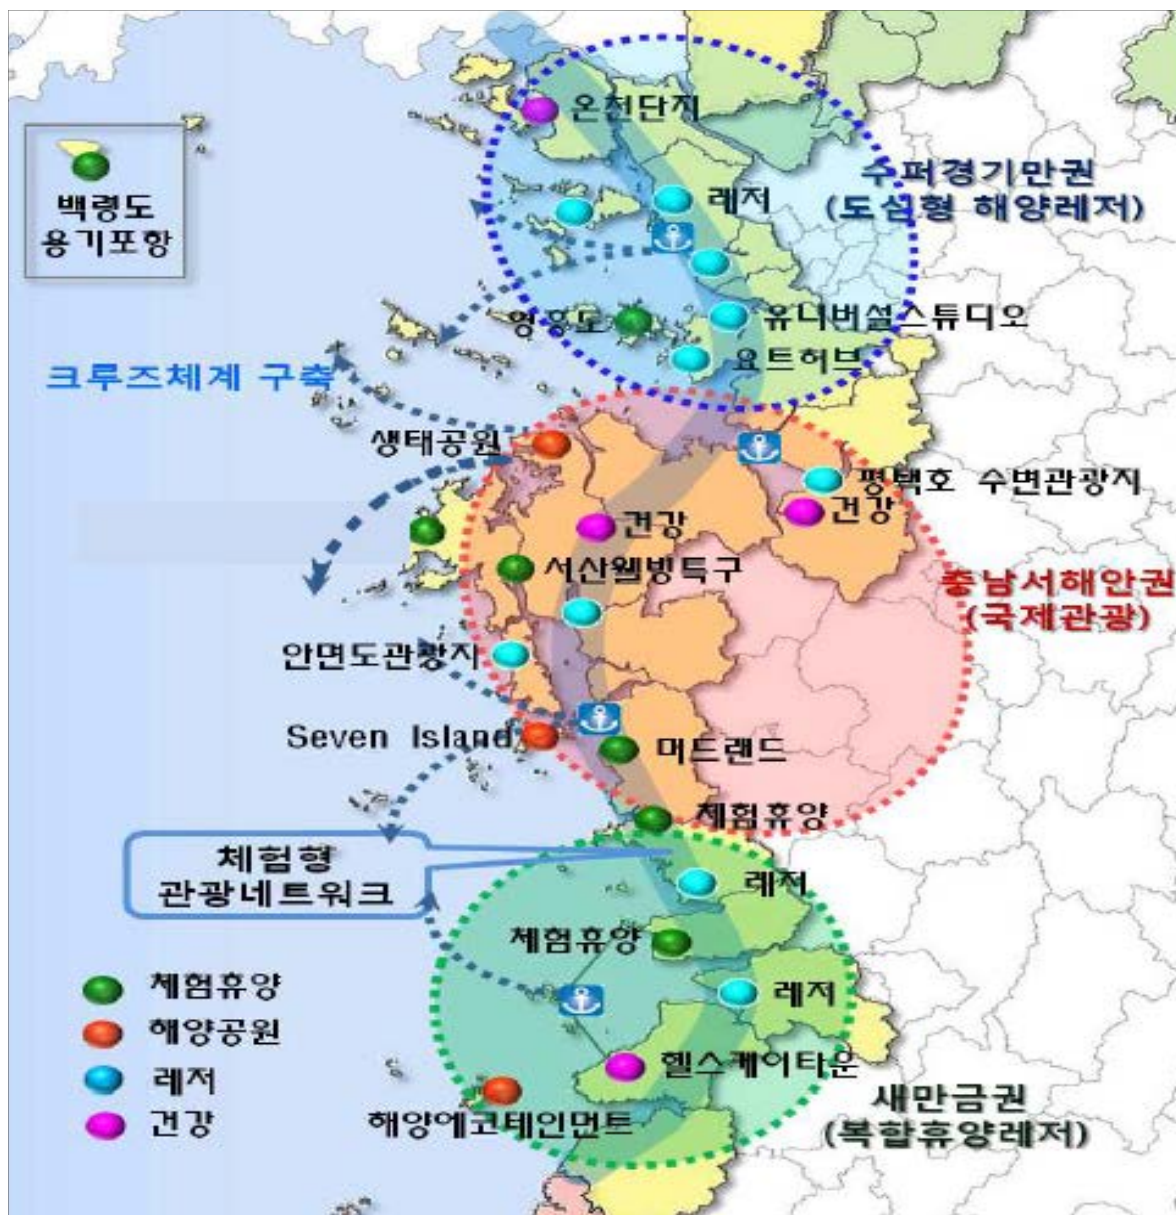 온천단지
수퍼경기만권
(도심형 해양레저)
레저
백령도
용기포항
영흥도
유니버설스튜디오
요트허브
크루즈체계 구축
생태공원
평택호 수변관광지
건강
건강
서산웰빙특구
충남서해안권
(국제관광)
안면도관광지
Seven Island
머드랜드
체험휴양
체험형
관광네트워크
레저
체험휴양
레저
체험휴양
해양공원
레저
건강
헬스케어타운
해양에코테인먼트
새만금권
(복합휴양레저)